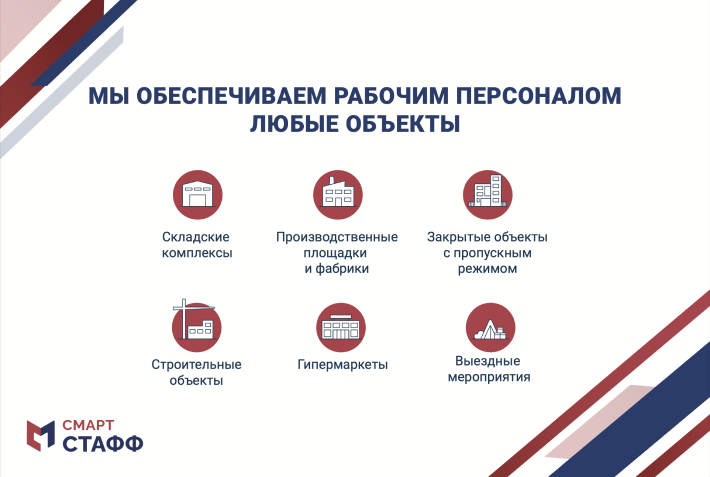 МЫ ОБЕСПЕЧИВАЕМ РАБОЧИМ ПЕРСОНАЛОМ
ЛЮБЫЕ ОБЪЕКТЫ
Складские
комплексы
Производственные
площадки
и фабрики
Закрытые объекты
с пропускным
режимом
Строительные
объекты
Гипермаркеты
Выездные
мероприятия
СМАРТ
СТАФФ